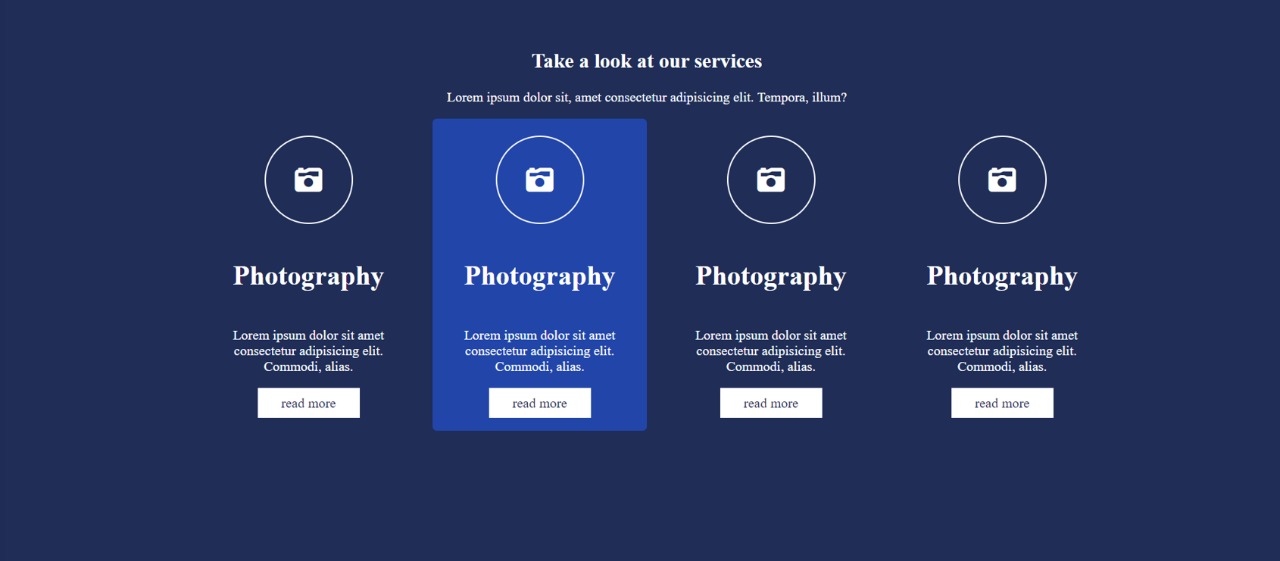 Take a look at our services
Lorem ipsum dolor sit, amet consectetur adipisicing elit. Tempora, illum?
Photography
Lorem ipsum dolor sit amet
consectetur adipisicing elit.
Commodi, alias.
read more
Photography
Lorem ipsum dolor sit amet
consectetur adipisicing elit.
Commodi, alias.
read more
Photography
Lorem ipsum dolor sit amet
consectetur adipisicing elit.
Commodi, alias.
read more
Photography
Lorem ipsum dolor sit amet
consectetur adipisicing elit.
Commodi, alias.
read more